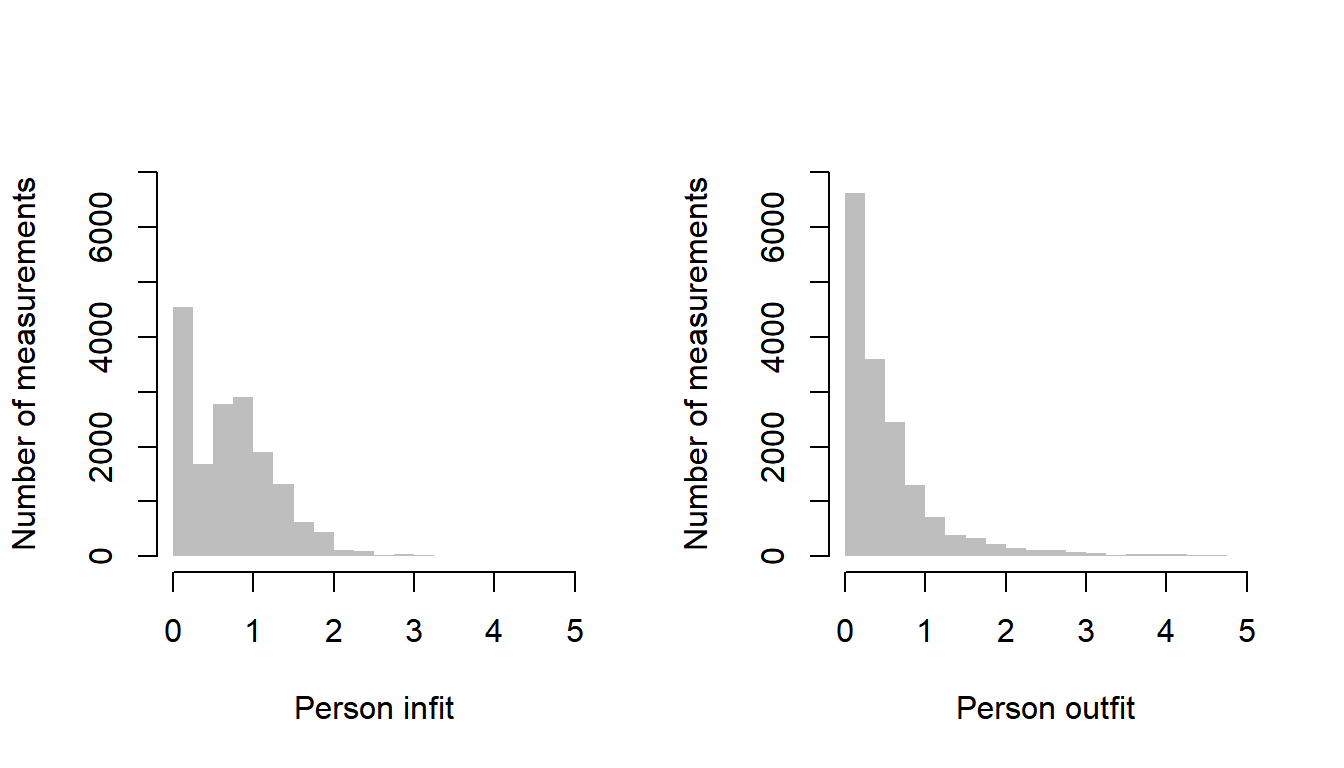 Number of measurements
0 2000 4000 6000
0 1 2 3 4 5
Person infit
Number of measurements
0 2000 4000 6000
0 1 2 3 4 5
Person outfit